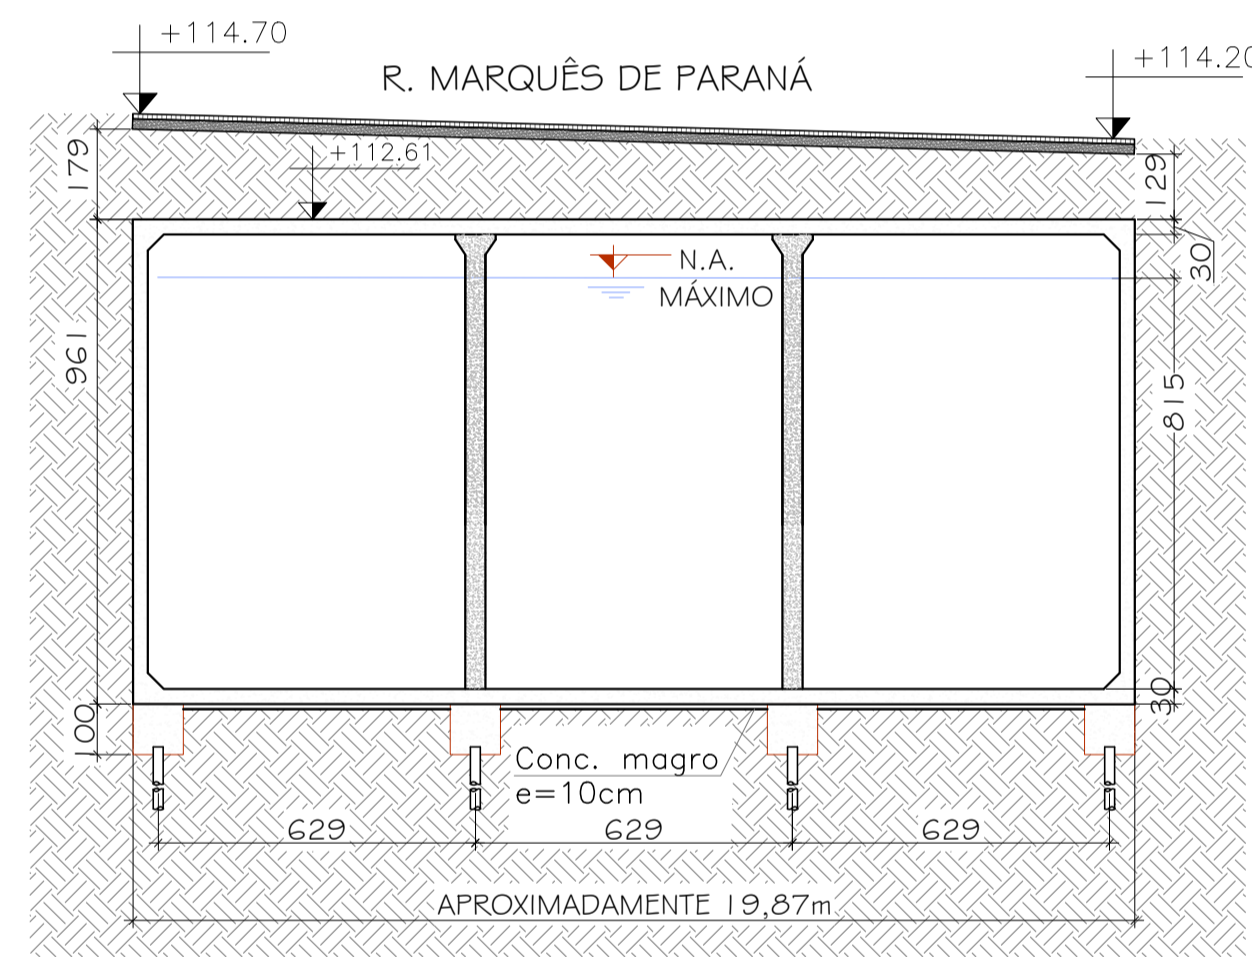 +114.70
+114.20
R. MARQUÊS DE PARANÁ
+112.61
179
129
30
N.A.
MÁXIMO
961
815
30
100
Conc. magro
e=10cm
629
629
629
APROXIMADAMENTE 19,87m